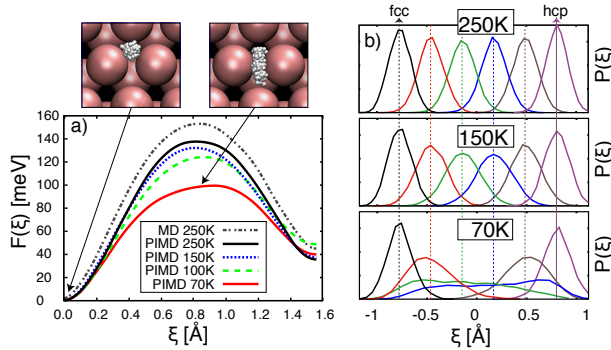 a)
F(ξ) [meV]
160
140
120
100
80
60
40
20
0
MD 250K
PIMD 250K
PIMD 150K
PIMD 100K
PIMD 70K
0.0 0.2 0.4 0.6 0.8 1.0 1.2 1.4 1.6
ξ [Å]
b)
fcc hcp
250K
P(ξ)
150K
P(ξ)
70K
P(ξ)
-1 -0.5 0 0.5 1
ξ [Å]